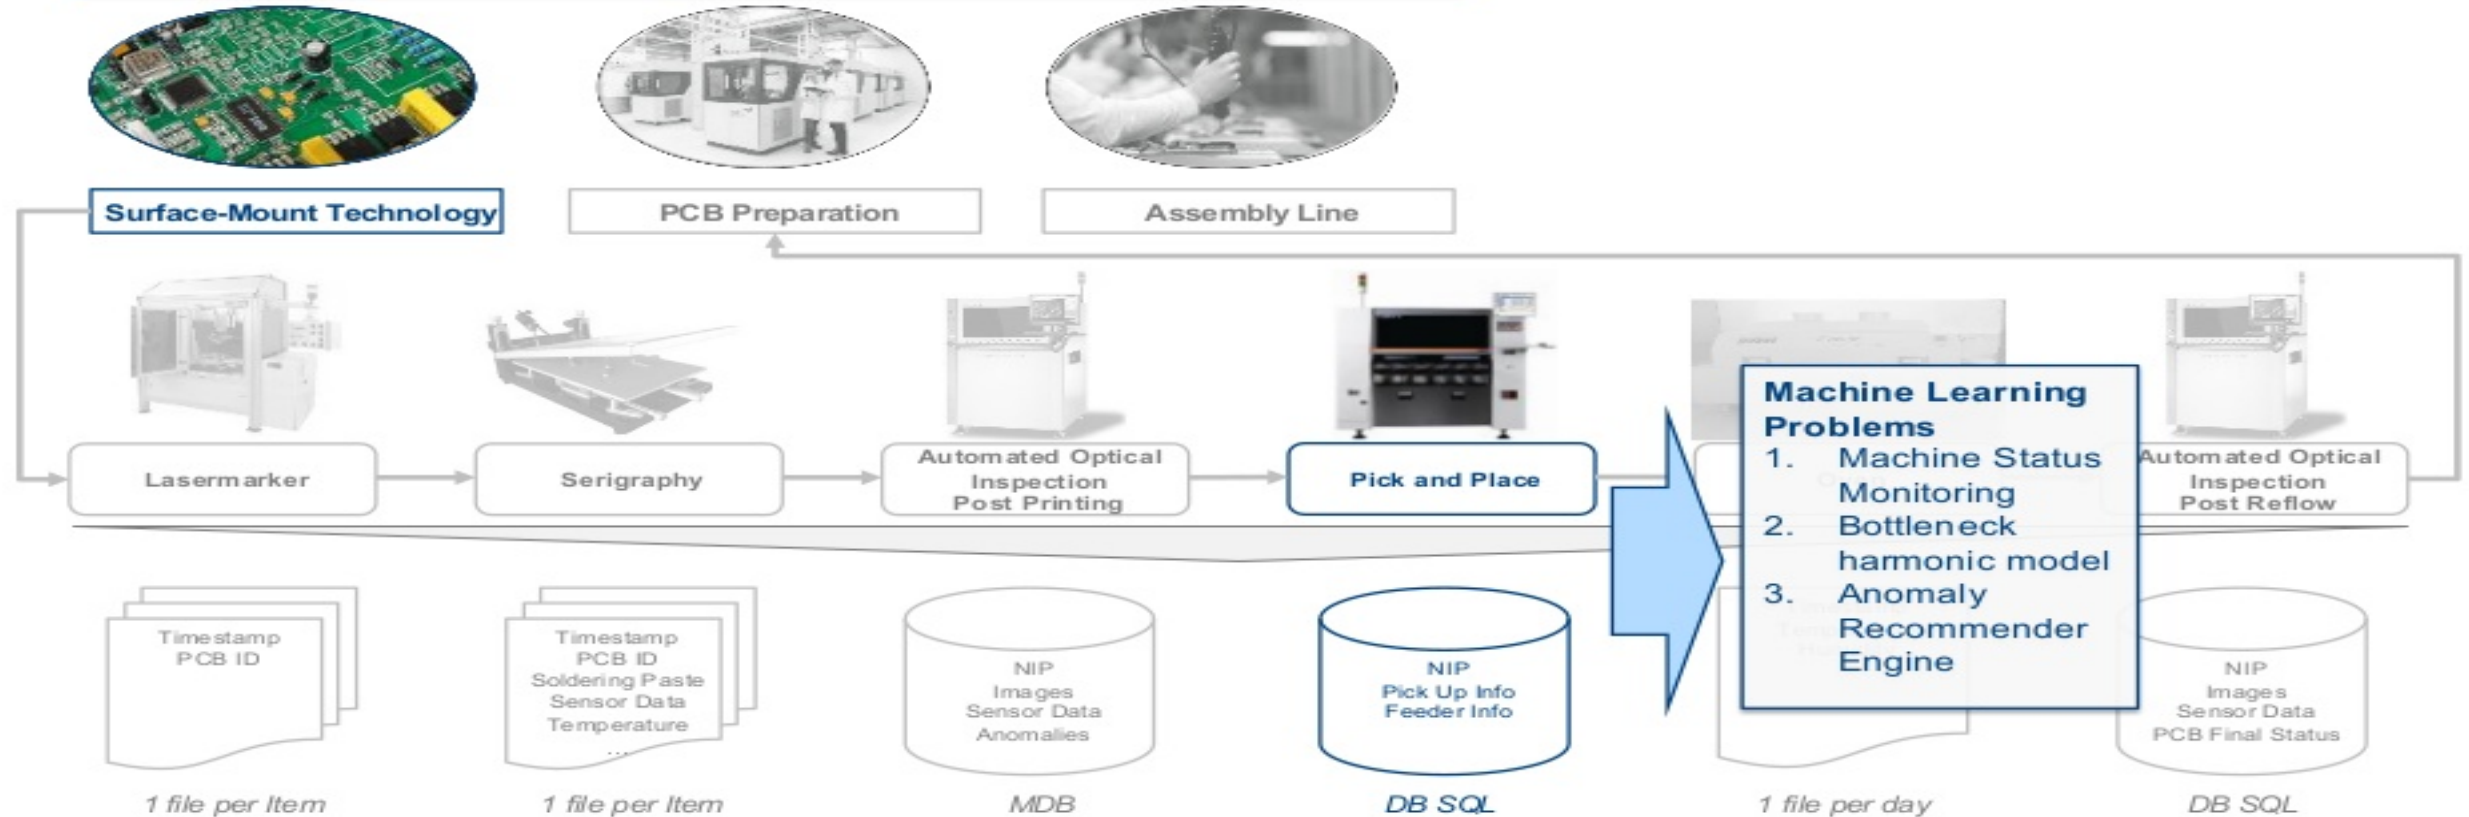 Surface-Mount Technology
PCB Preparation
Assembly Line
Lasermarker
Serigraphy
Automated Optical
Inspection
Post Printing
Pick and Place
Automated Optical
Inspection
Post Reflow
Machine Learning
Problems
1. Machine Status
Monitoring
2. Bottleneck
harmonic model
3. Anomaly
Recommender
Engine
Timestamp
PCB ID
Timestamp
PCB ID
Soldering Paste
Sensor Data
Temperature
...
NIP
Images
Sensor Data
Anomalies
NIP
Pick Up Info
Feeder Info
NIP
Images
Sensor Data
PCB Final Status
1 file per Item
1 file per Item
MDB
DB SQL
1 file per day
DB SQL